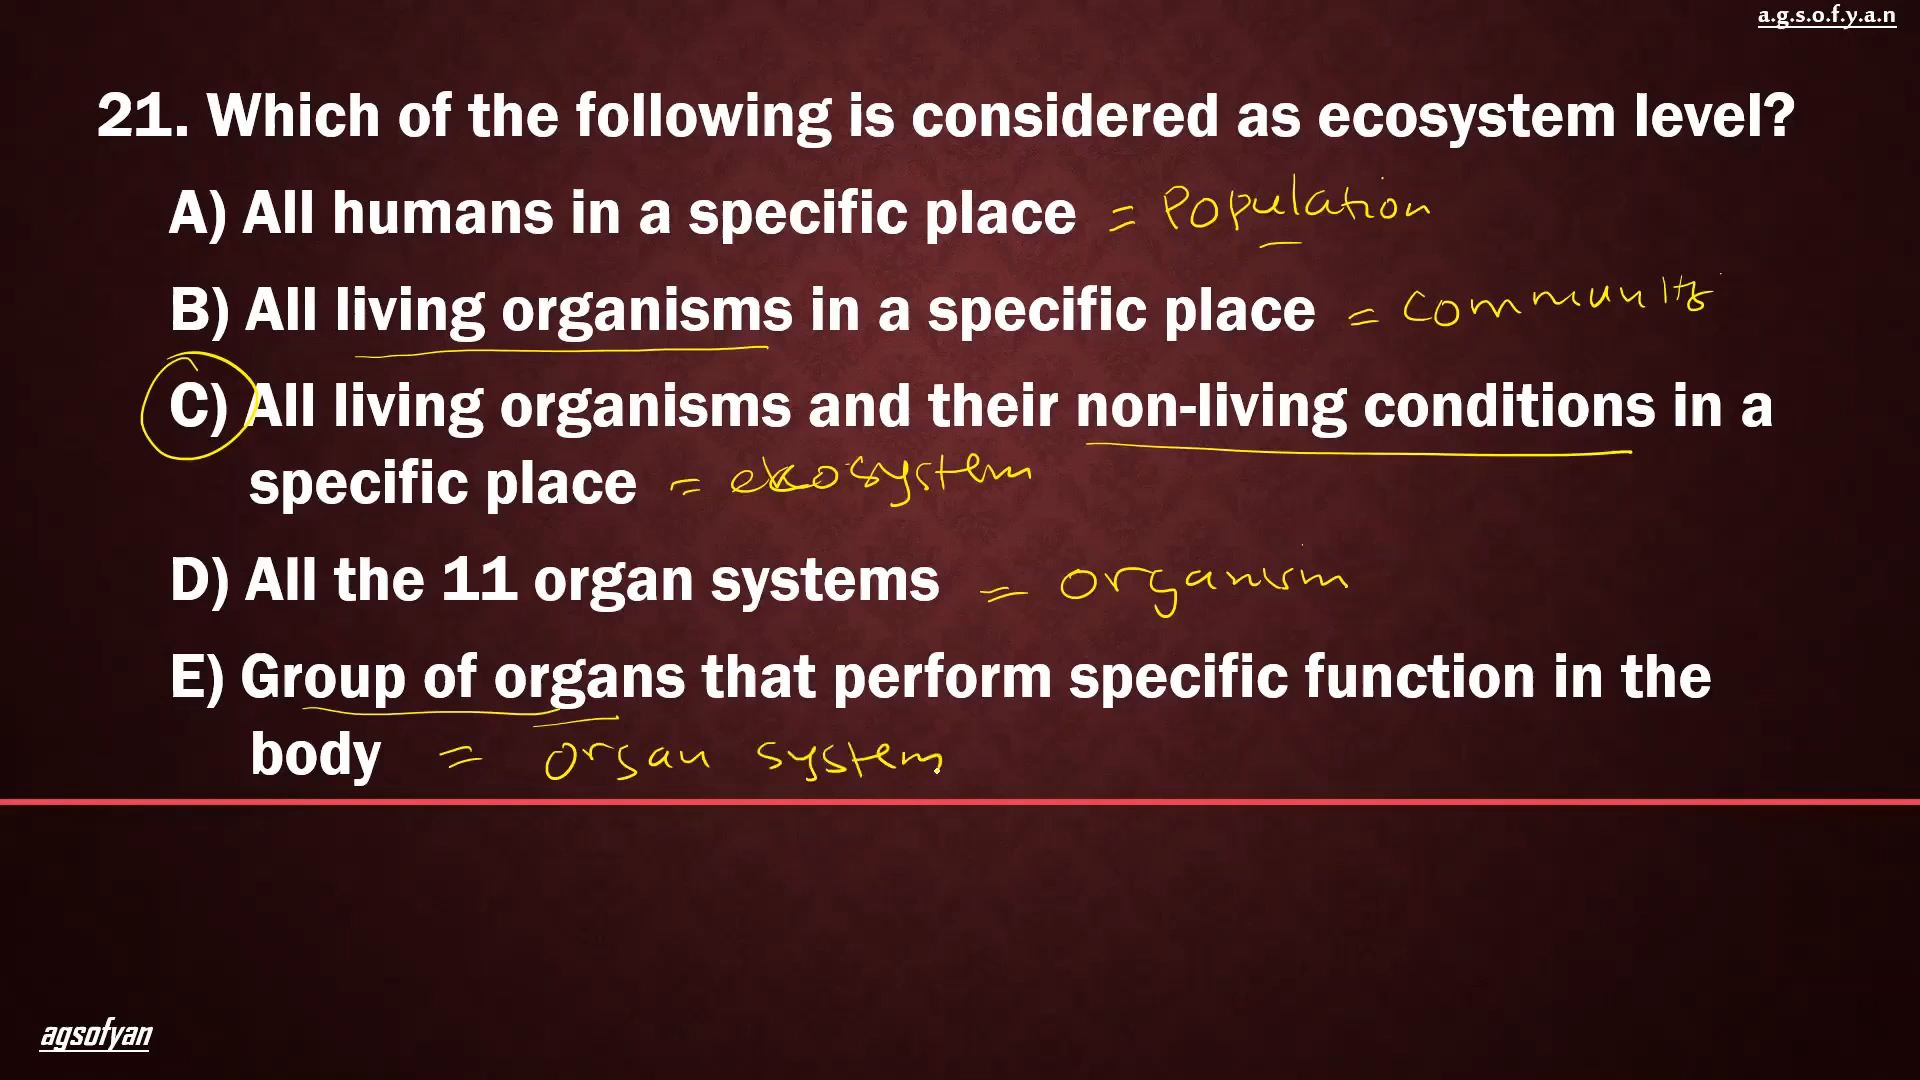 a.g.s.o.f.y.a.n
21. Which of the following is considered as ecosystem level?
A) All humans in a specific place = Population
B) All living organisms in a specific place = community
C) All living organisms and their non-living conditions in a
specific place = ekosystem
D) All the 11 organ systems = organism
E) Group of organs that perform specific function in the
body = organ system
agsofyan